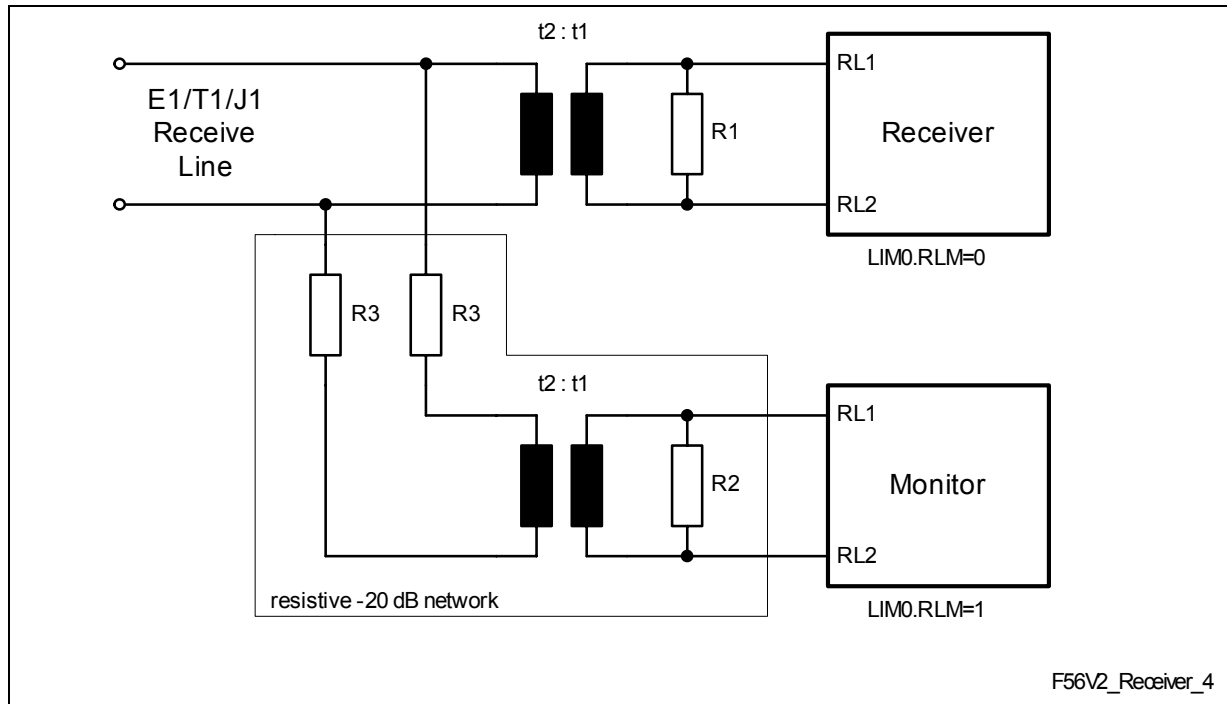 t2 : t1
E1/T1/J1
Receive
Line
RL1
R1
Receiver
RL2
LIM0.RLM=0
R3
R3
t2 : t1
RL1
R2
Monitor
RL2
resistive -20 dB network
LIM0.RLM=1
F56V2_Receiver_4